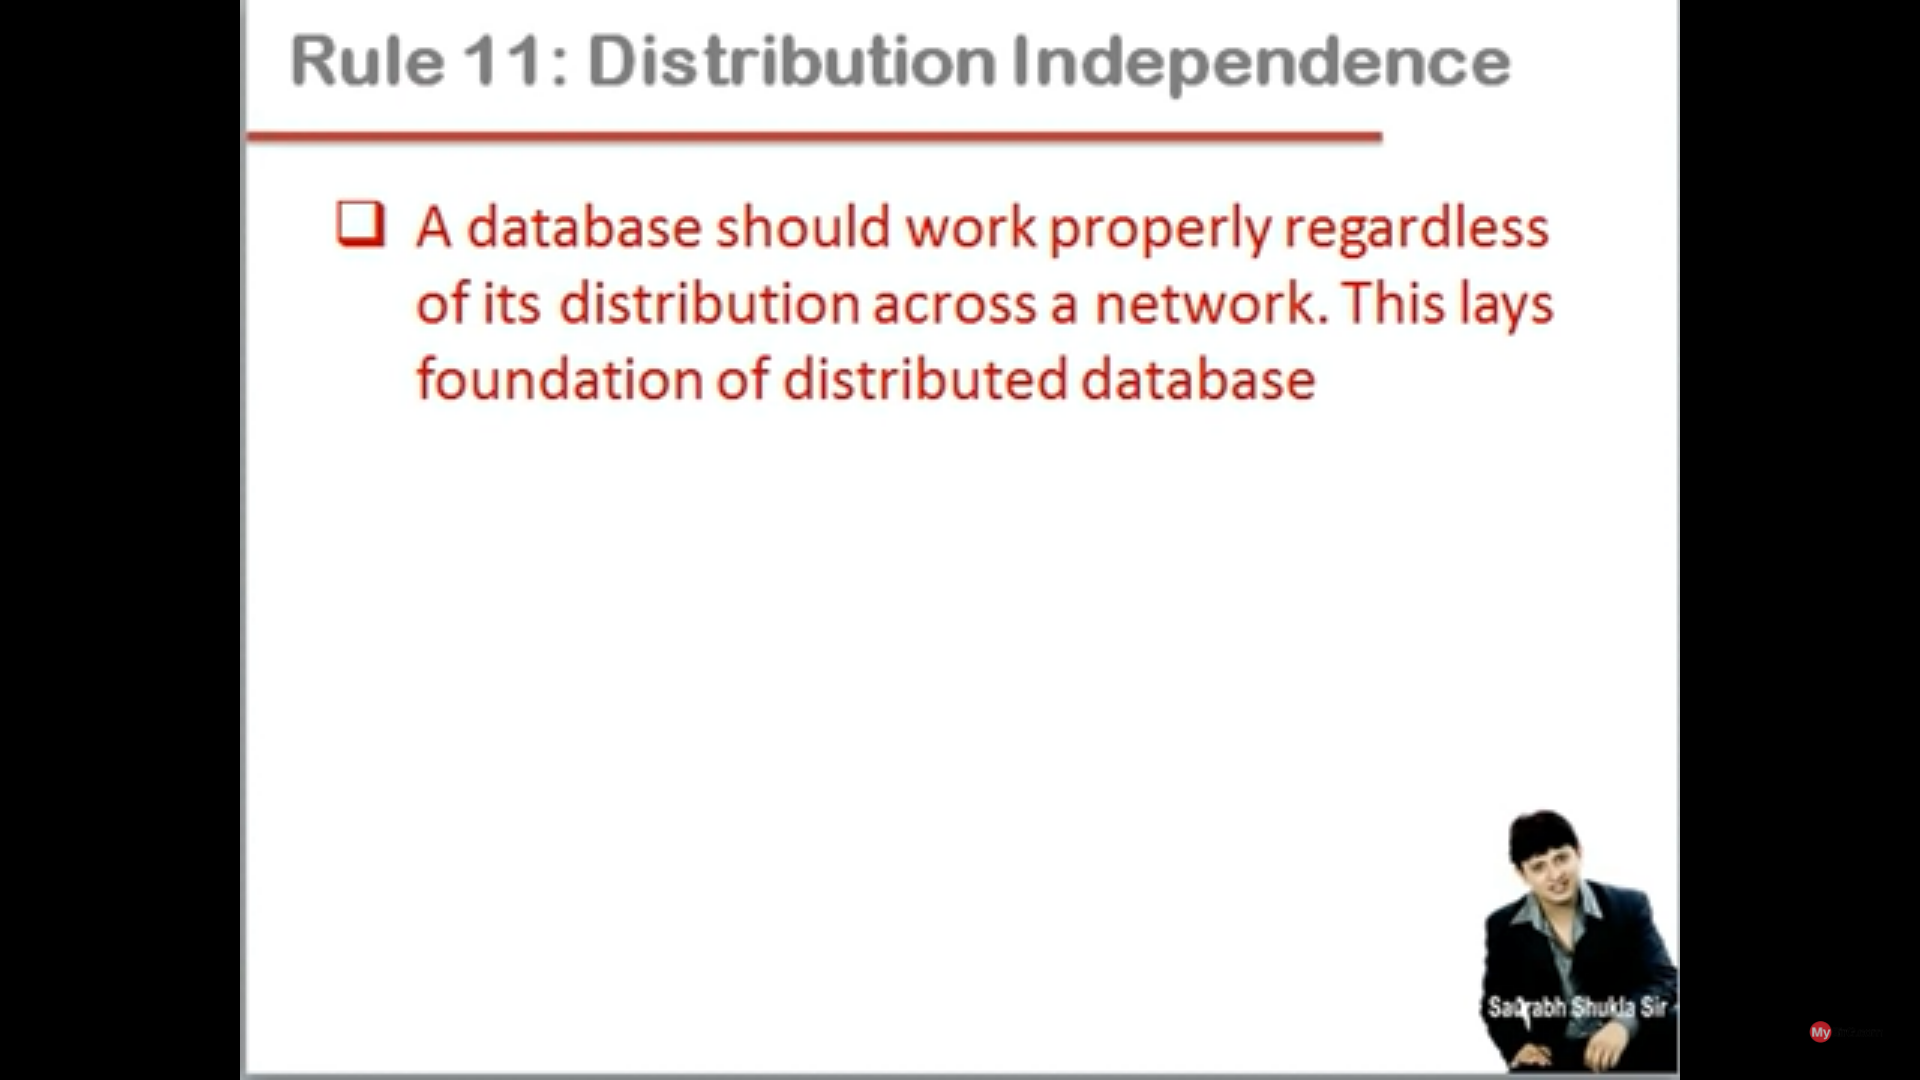 Rule 11: Distribution Independence
A database should work properly regardless
of its distribution across a network. This lays
foundation of distributed database
Saurabh Shukla Sir
My